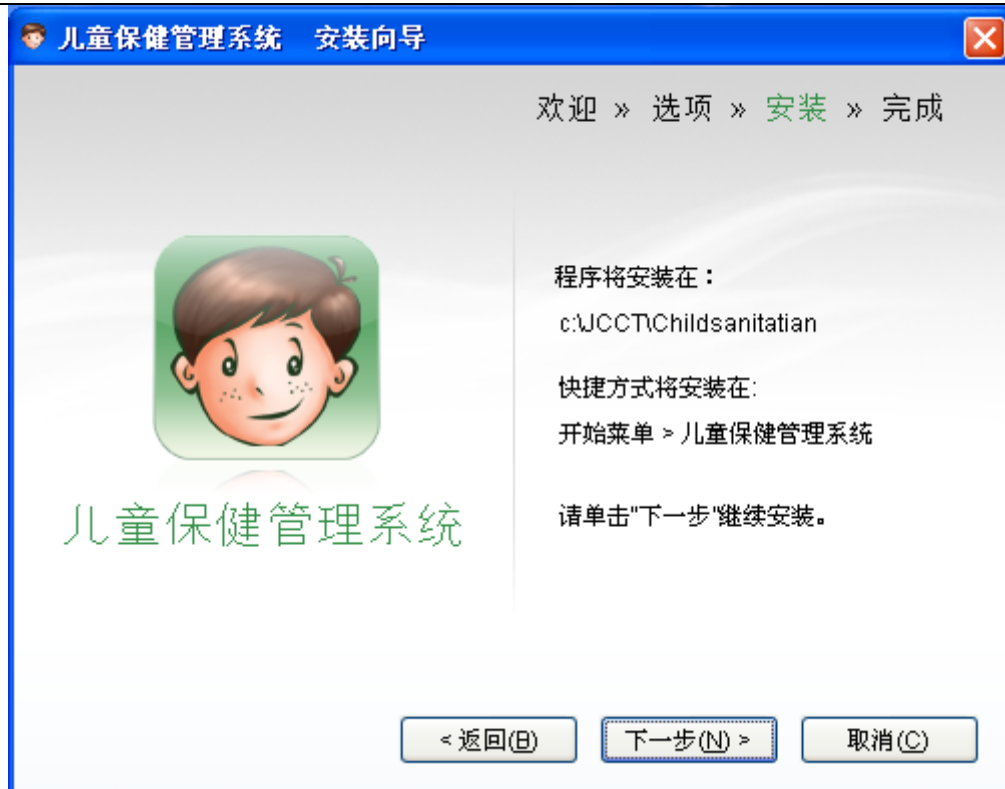 儿童保健管理系统 安装向导
欢迎 » 选项 » 安装 » 完成
程序将安装在：
c:\JCCT\Childsanitatian
快捷方式将安装在:
开始菜单 > 儿童保健管理系统
请单击"下一步"继续安装。
儿童保健管理系统
< 返回(B)
下一步(N) >
取消(C)